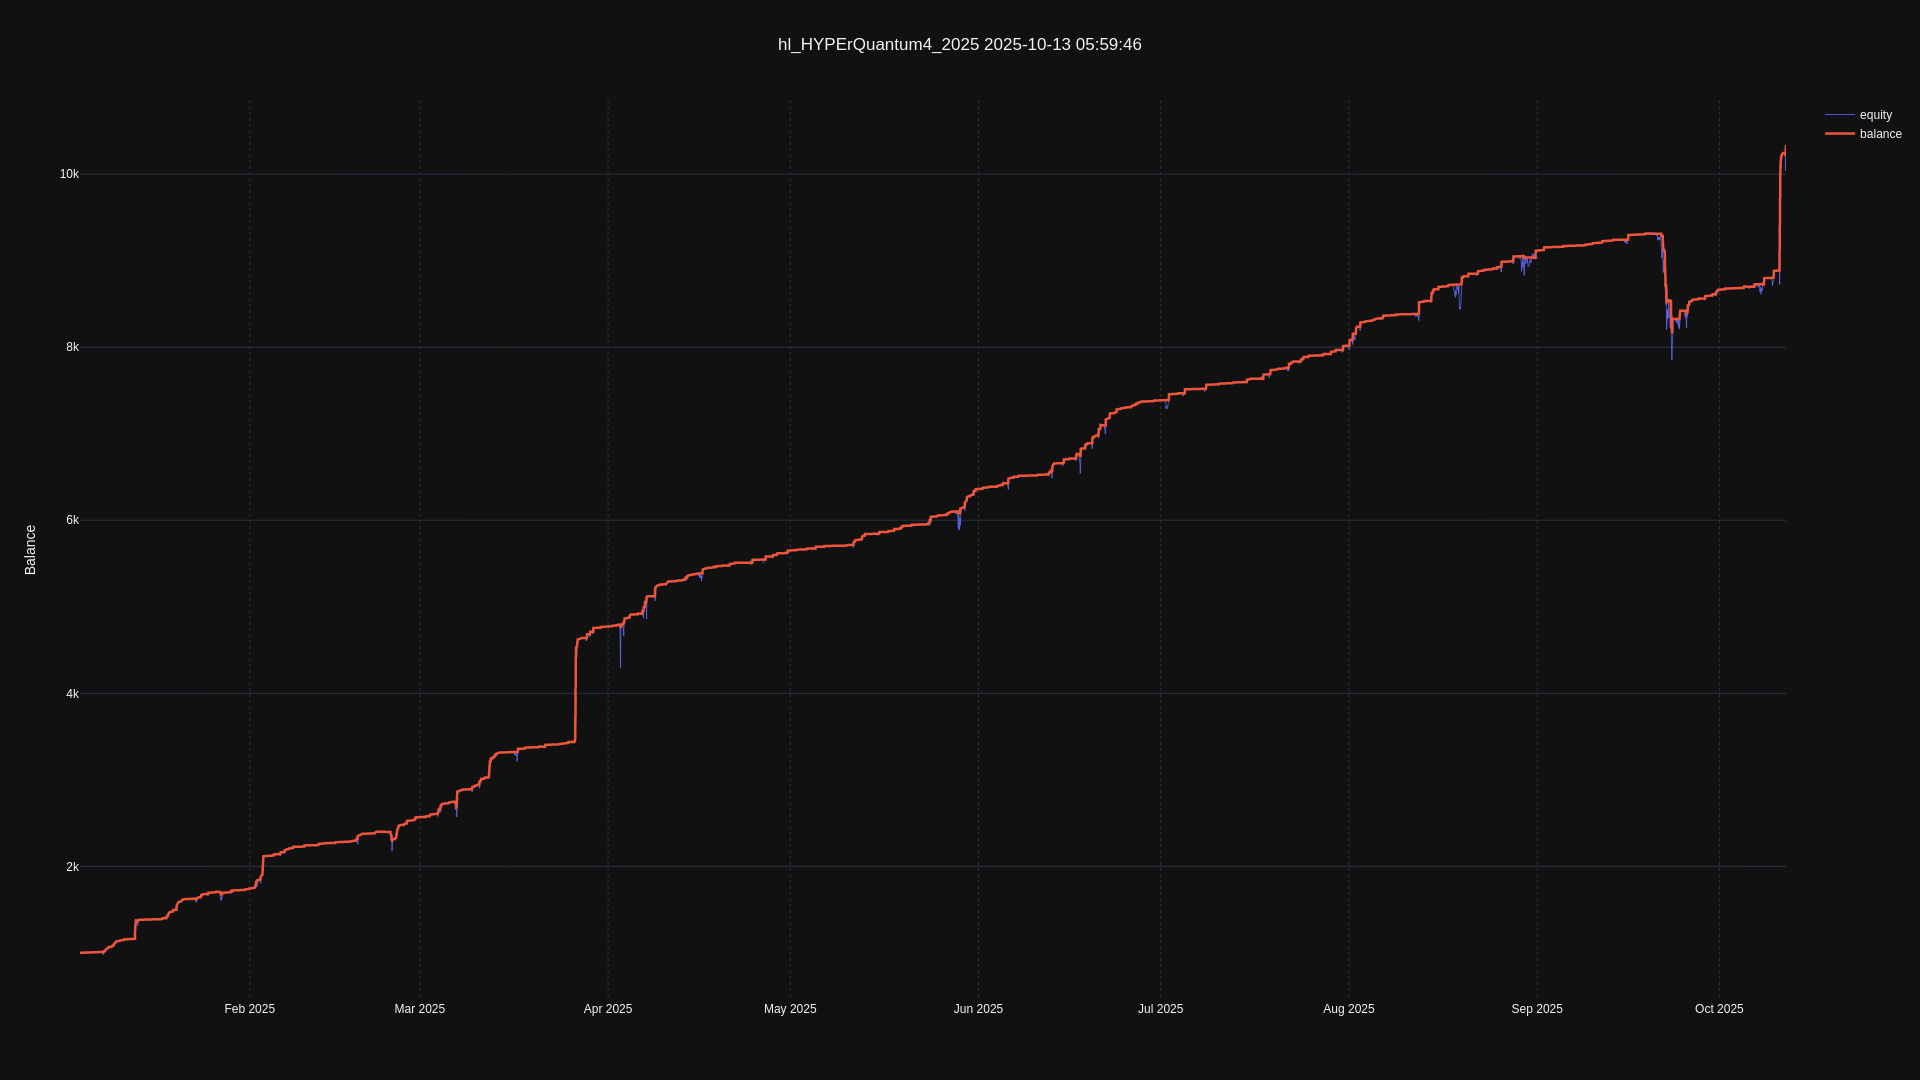 hl_HYPErQuantum4_2025 2025-10-13 05:59:46
equity
balance
10k
8k
6k
4k
2k
Balance
Feb 2025
Mar 2025
Apr 2025
May 2025
Jun 2025
Jul 2025
Aug 2025
Sep 2025
Oct 2025